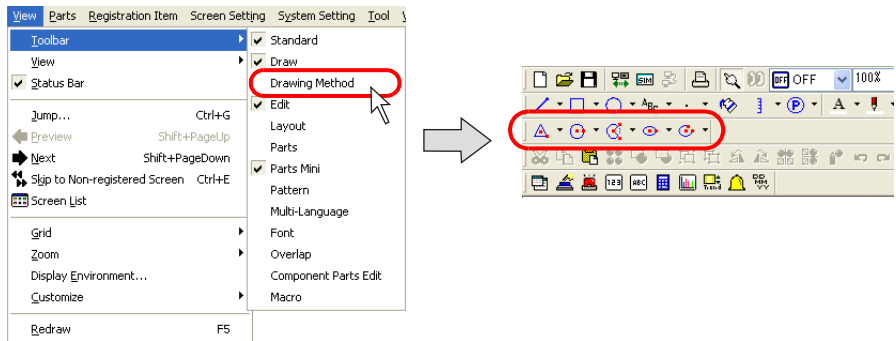 View Parts Registration Item Screen Setting System Setting Tool
Toolbar
View
Status Bar
Jump... Ctrl+G
Preview Shift+PageUp
Next Shift+PageDown
Skip to Non-registered Screen Ctrl+E
Screen List
Grid
Zoom
Display Environment...
Customize
Redraw F5
Standard
Draw
Drawing Method
Edit
Layout
Parts
Parts Mini
Pattern
Multi-Language
Font
Overlap
Component Parts Edit
Macro
SIM OFF OFF 100%
ABC P A
123 ABC Trend DD MM YY